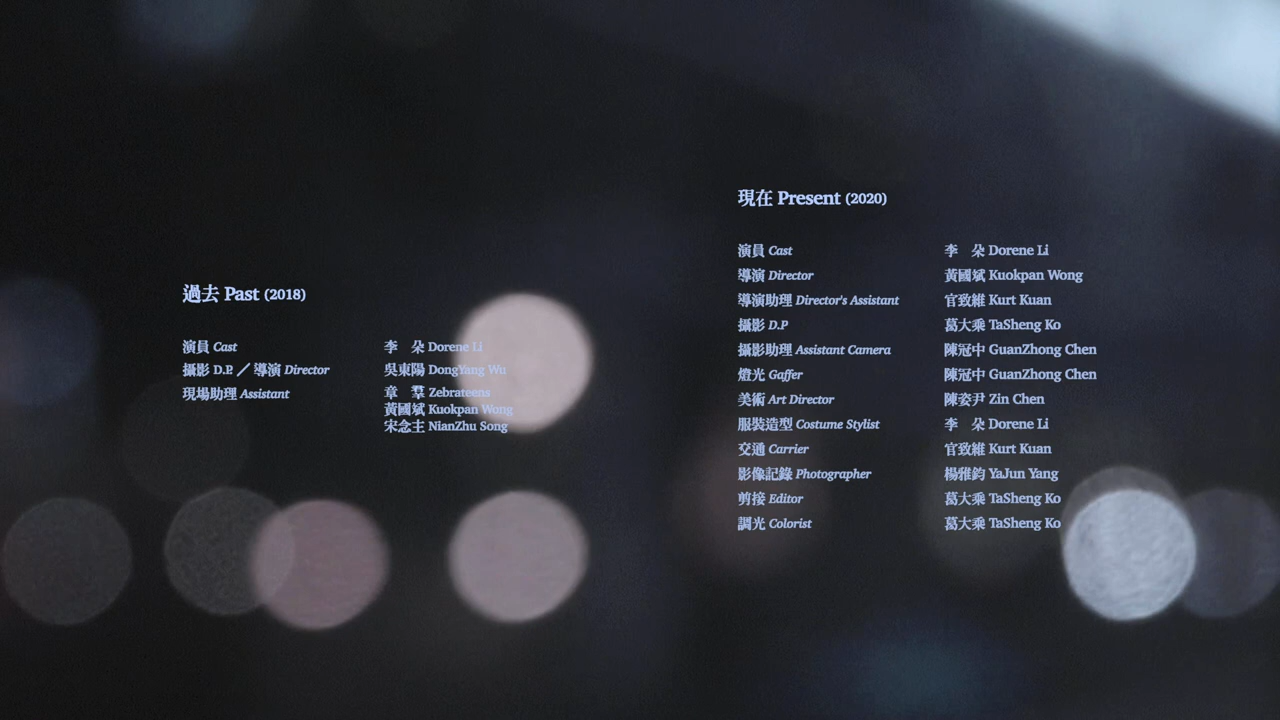 過去 Past (2018)
演員 Cast 李 朵 Dorene Li
攝影 D.P. ／ 導演 Director 吳東陽 DongYang Wu
現場助理 Assistant 章 羣 Zebrateens
黃國斌 Kuokpan Wong
宋念主 NianZhu Song
現在 Present (2020)
演員 Cast 李 朵 Dorene Li
導演 Director 黃國斌 Kuokpan Wong
導演助理 Director's Assistant 官致維 Kurt Kuan
攝影 D.P 葛大乘 TaSheng Ko
攝影助理 Assistant Camera 陳冠中 GuanZhong Chen
燈光 Gaffer 陳冠中 GuanZhong Chen
美術 Art Director 陳姿尹 Zin Chen
服裝造型 Costume Stylist 李 朵 Dorene Li
交通 Carrier 官致維 Kurt Kuan
影像記錄 Photographer 楊雅鈞 YaJun Yang
剪接 Editor 葛大乘 TaSheng Ko
調光 Colorist 葛大乘 TaSheng Ko